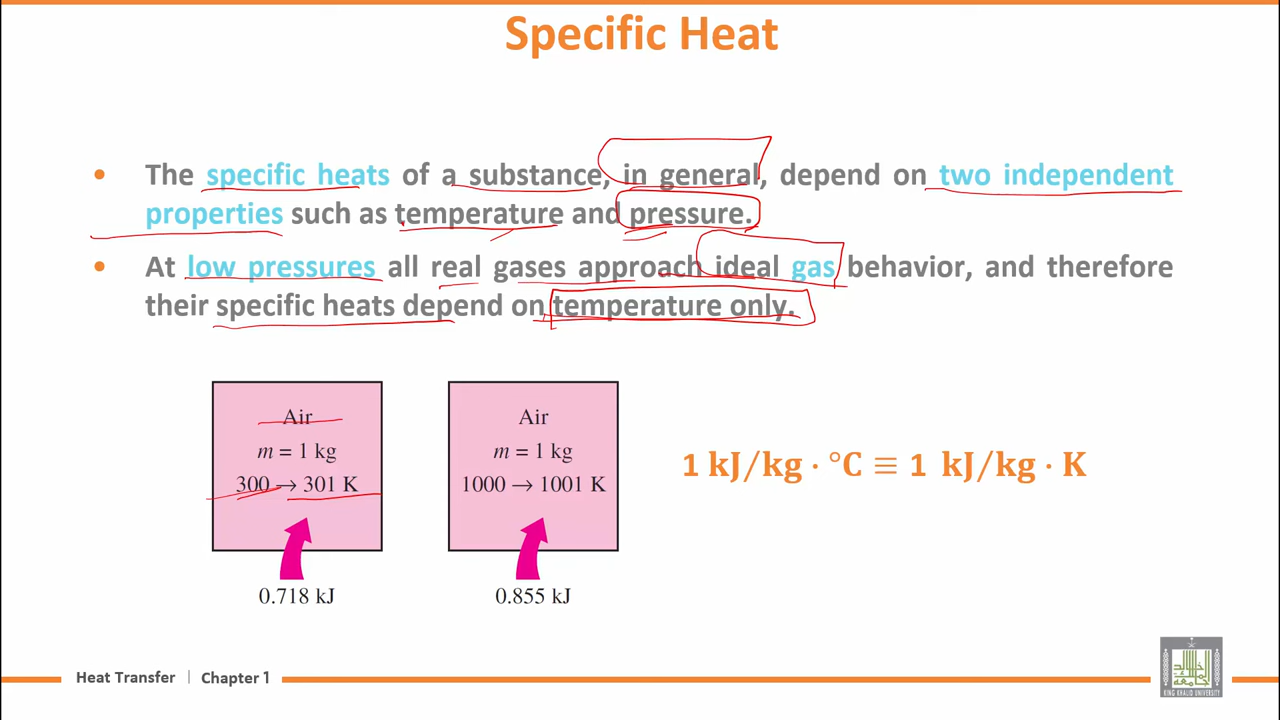 Specific Heat
• The specific heats of a substance, in general, depend on two independent
properties such as temperature and pressure.
• At low pressures all real gases approach ideal gas behavior, and therefore
their specific heats depend on temperature only.
Air
m = 1 kg
300 → 301 K
0.718 kJ
Air
m = 1 kg
1000 → 1001 K
0.855 kJ
1 kJ/kg · °C ≡ 1 kJ/kg · K
Heat Transfer | Chapter 1
KING KHALID UNIVERSITY